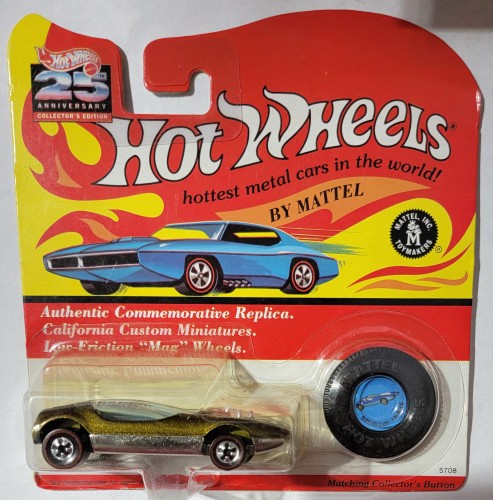 Hot Wheels
25th
ANNIVERSARY
COLLECTOR'S EDITION
Hot Wheels®
hottest metal cars in the world!
BY MATTEL
MATTEL, INC.
M
TOYMAKERS
®
Authentic Commemorative Replica.
California Custom Miniatures.
Low-Friction "Mag" Wheels.
MATTEL
HOT WHEELS
5708
Matching Collector's Button